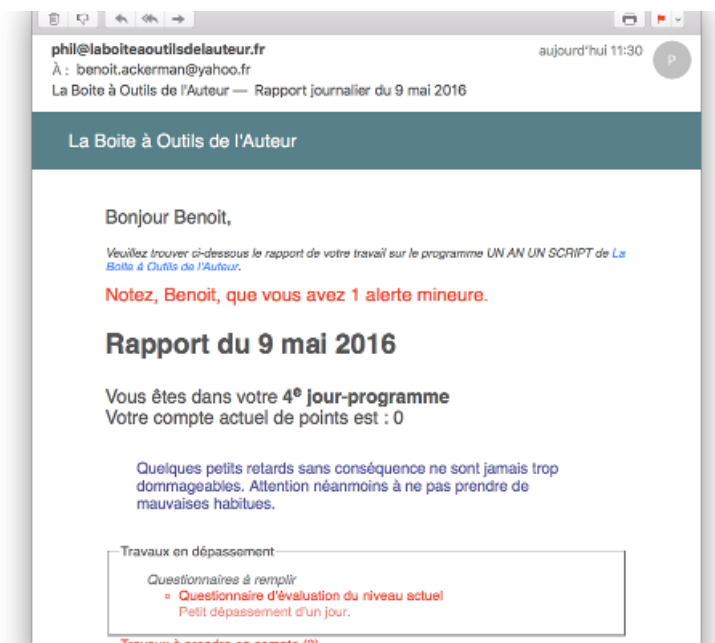 phil@laboiteaoutilsdelauteur.fr
aujourd'hui 11:30
P
À : benoit.ackerman@yahoo.fr
La Boite à Outils de l'Auteur — Rapport journalier du 9 mai 2016
La Boite à Outils de l'Auteur
Bonjour Benoit,
Veuillez trouver ci-dessous le rapport de votre travail sur le programme UN AN UN SCRIPT de La
Boite à Outils de l'Auteur.
Notez, Benoit, que vous avez 1 alerte mineure.
Rapport du 9 mai 2016
Vous êtes dans votre 4e jour-programme
Votre compte actuel de points est : 0
Quelques petits retards sans conséquence ne sont jamais trop
dommageables. Attention néanmoins à ne pas prendre de
mauvaises habitues.
Travaux en dépassement
Questionnaires à remplir
Questionnaire d'évaluation du niveau actuel
Petit dépassement d'un jour.